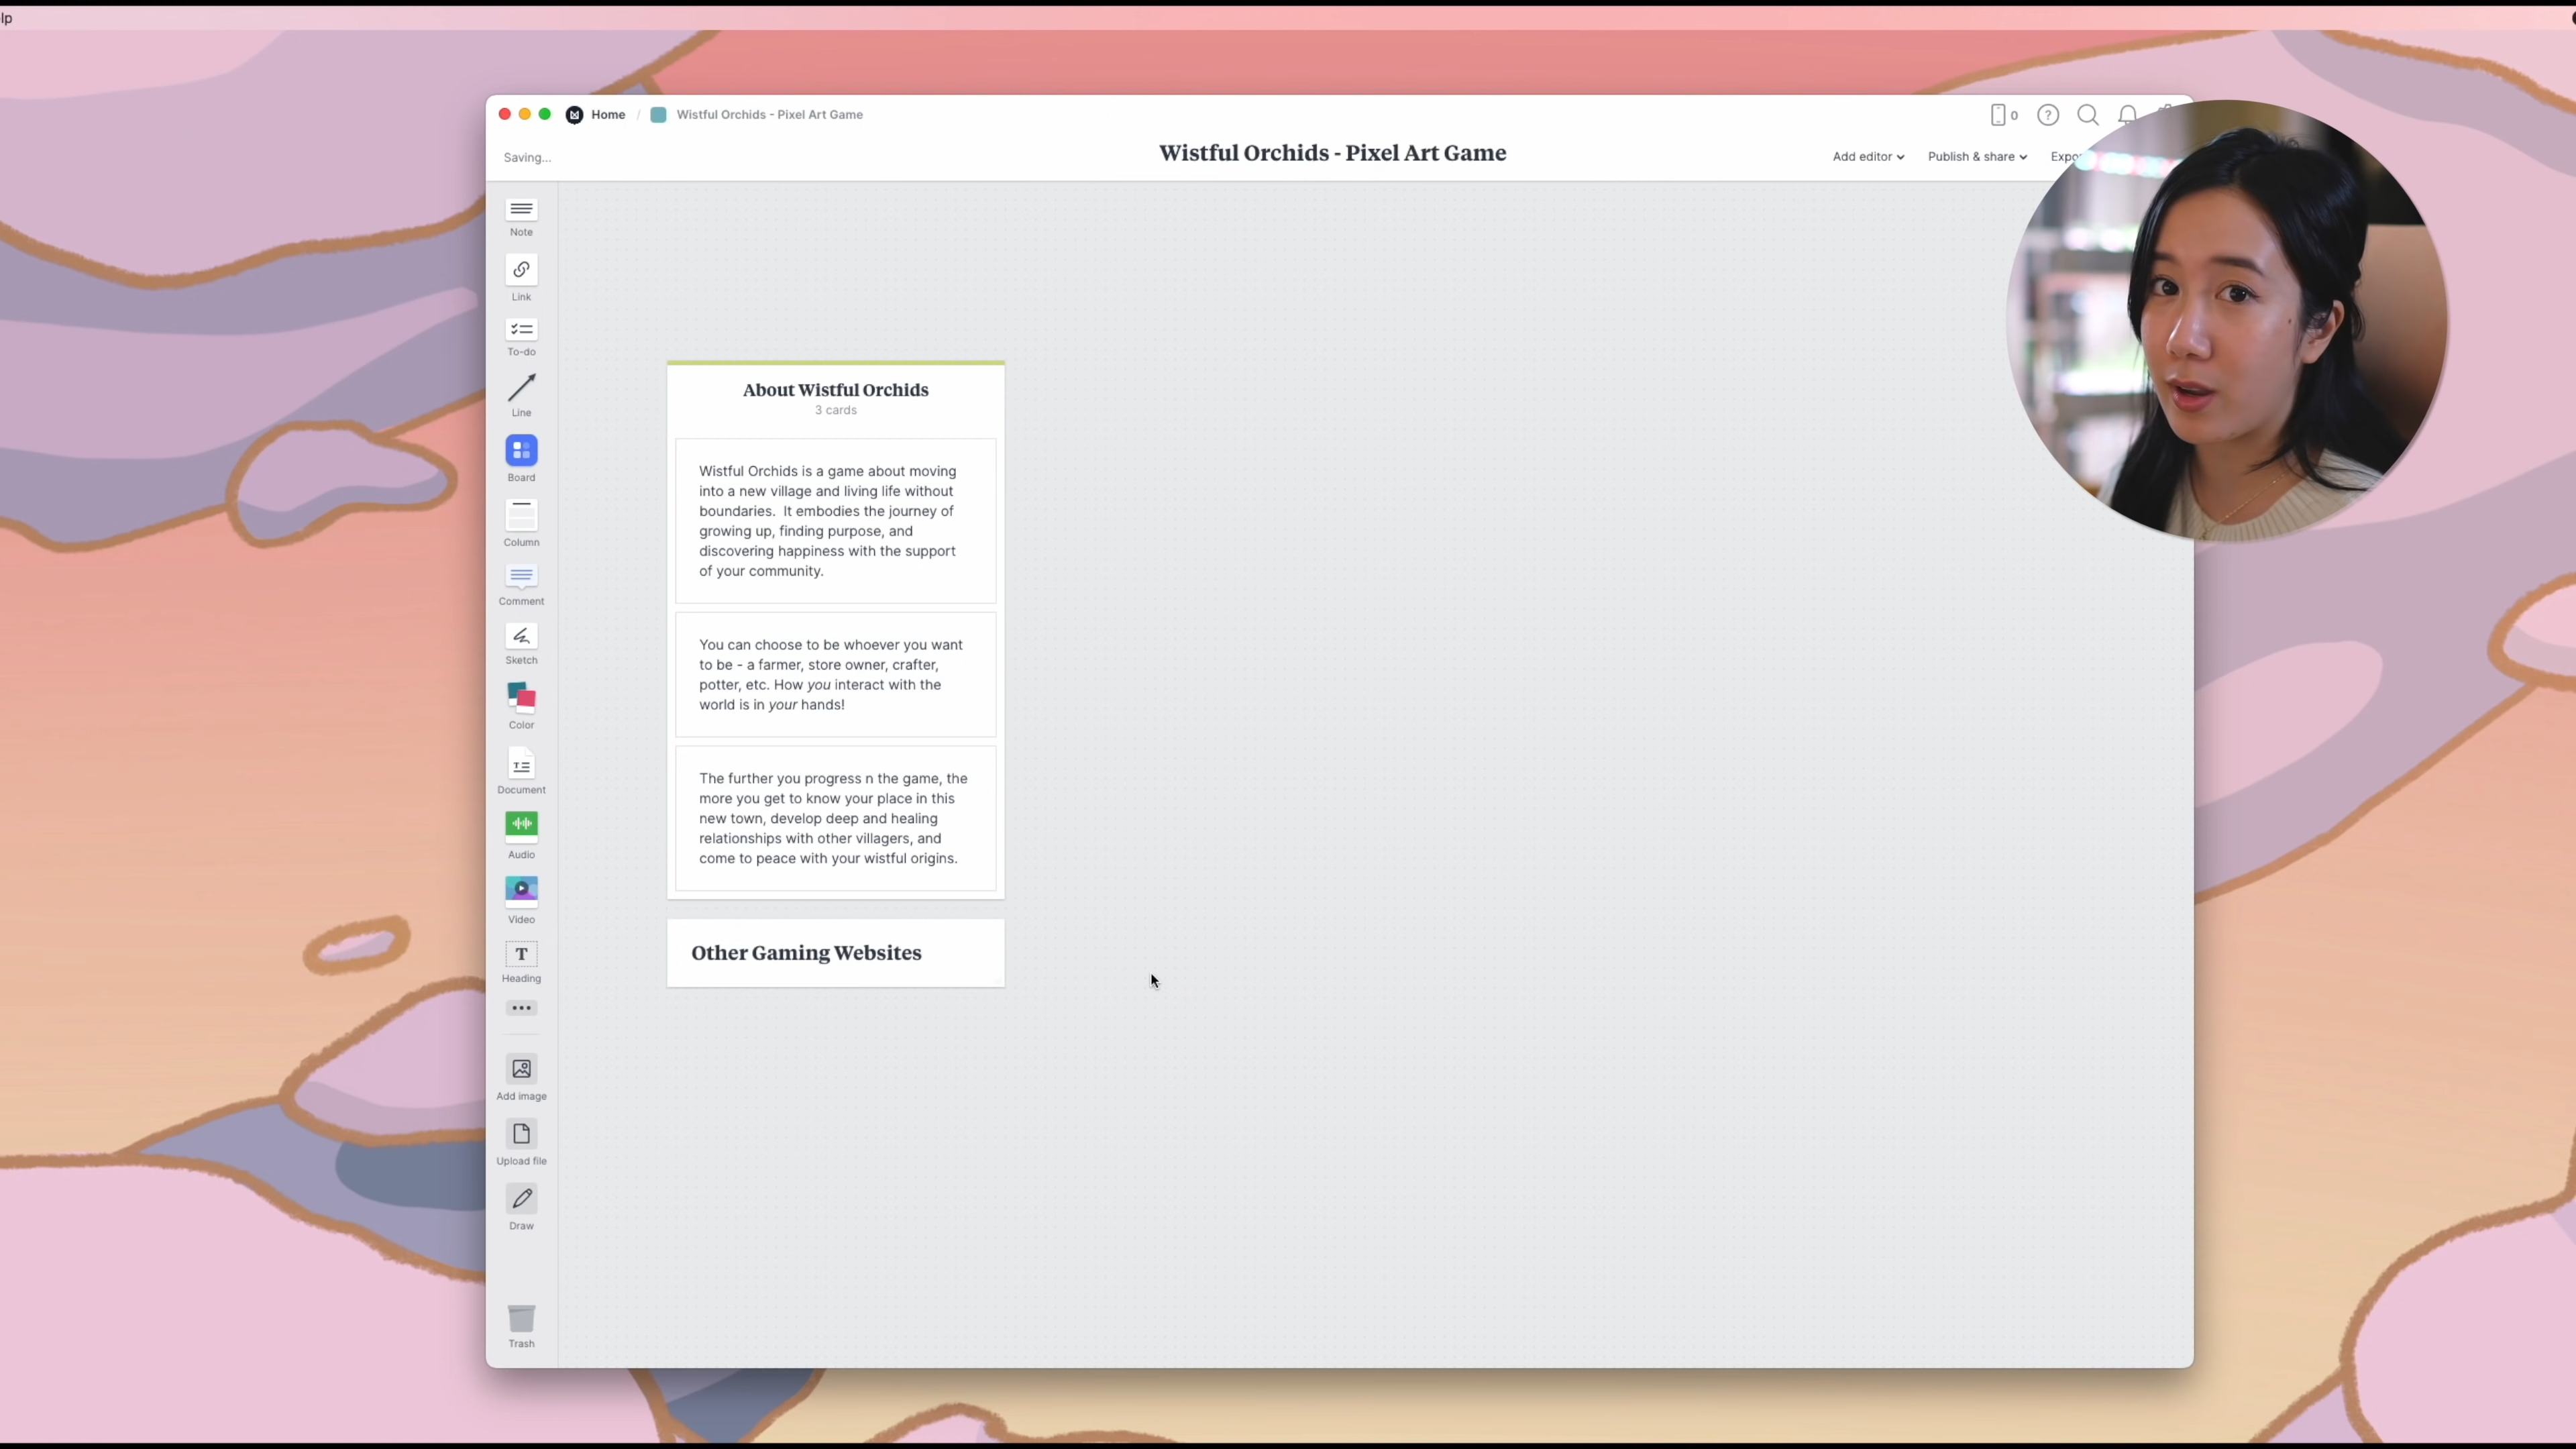 lp
Home / Wistful Orchids - Pixel Art Game
0
?
Saving...
Wistful Orchids - Pixel Art Game
Add editor
Publish & share
Expo
Note
Link
To-do
Line
Board
Column
Comment
Sketch
Color
Document
Audio
Video
T
Heading
Add image
Upload file
Draw
Trash
About Wistful Orchids
3 cards
Wistful Orchids is a game about moving
into a new village and living life without
boundaries. It embodies the journey of
growing up, finding purpose, and
discovering happiness with the support
of your community.
You can choose to be whoever you want
to be - a farmer, store owner, crafter,
potter, etc. How you interact with the
world is in your hands!
The further you progress n the game, the
more you get to know your place in this
new town, develop deep and healing
relationships with other villagers, and
come to peace with your wistful origins.
Other Gaming Websites